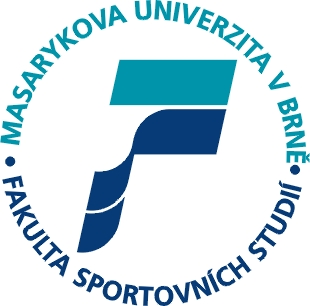 MASARYKOVA UNIVERZITA V BRNĚ
• FAKULTA SPORTOVNÍCH STUDIÍ •